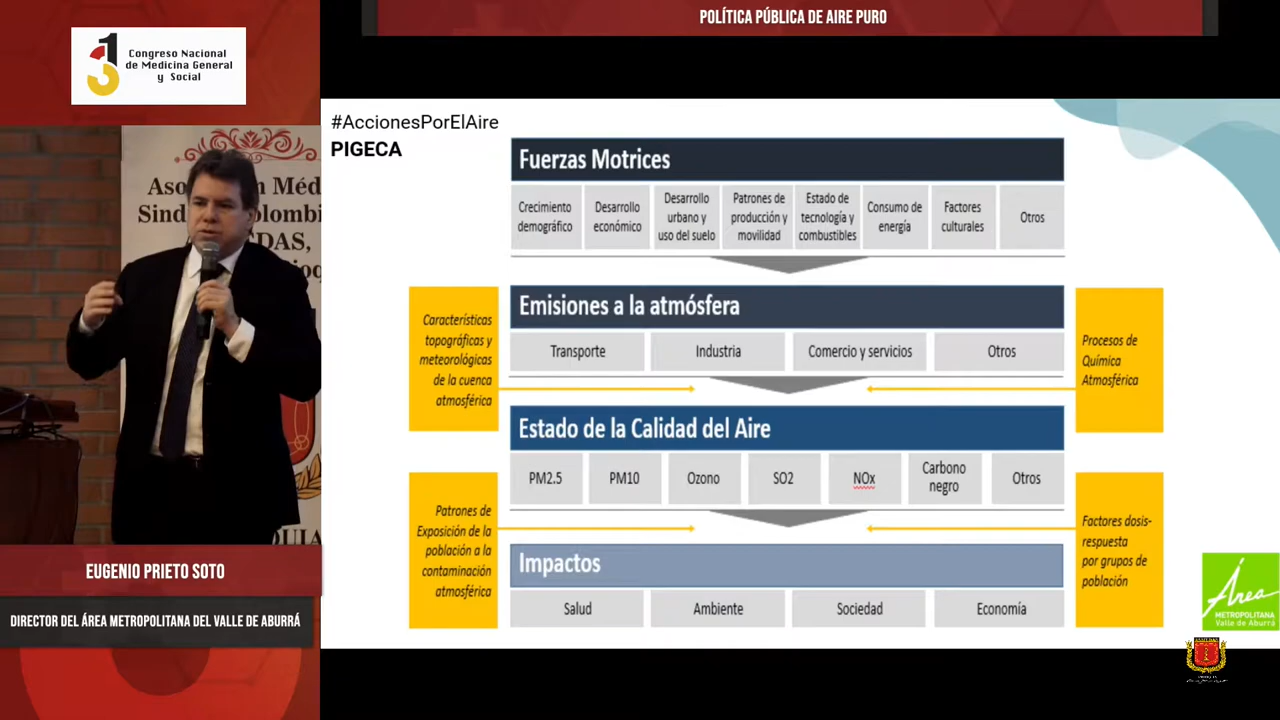 POLÍTICA PÚBLICA DE AIRE PURO
13
Congreso Nacional
de Medicina General
y Social
#AccionesPorElAire
PIGECA
Fuerzas Motrices
Crecimiento
demográfico
Desarrollo
económico
Desarrollo
urbano y
uso del suelo
Patrones de
producción y
movilidad
Estado de
tecnología y
combustibles
Consumo de
energía
Factores
culturales
Otros
Emisiones a la atmósfera
Transporte
Industria
Comercio y servicios
Otros
Características
topográficas y
meteorológicas
de la cuenca
atmosférica
Procesos de
Química
Atmosférica
Estado de la Calidad del Aire
PM2.5
PM10
Ozono
SO2
NOx
Carbono
negro
Otros
Patrones de
Exposición de la
población a la
contaminación
atmosférica
Factores dosis-
respuesta
por grupos de
población
Impactos
Salud
Ambiente
Sociedad
Economía
Área
METROPOLITANA
Valle de Aburrá
EUGENIO PRIETO SOTO
DIRECTOR DEL ÁREA METROPOLITANA DEL VALLE DE ABURRÁ